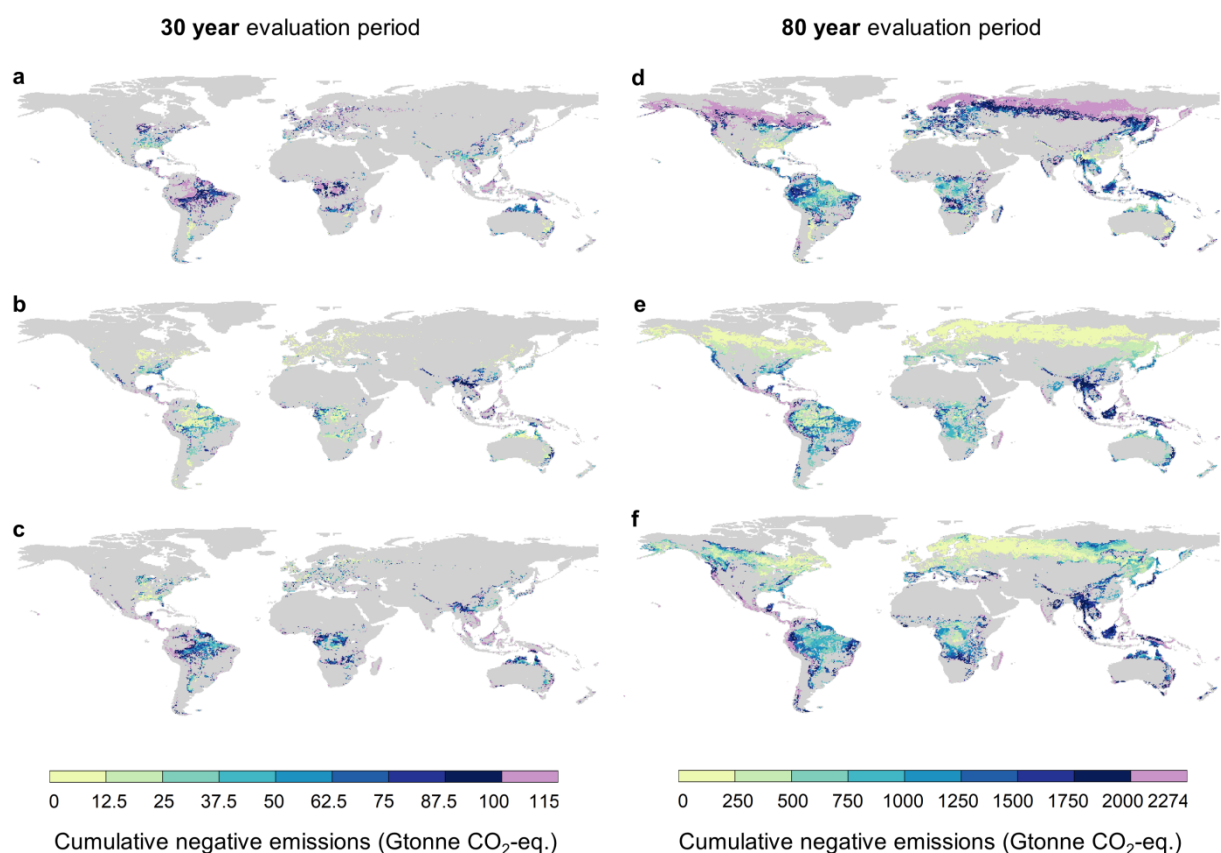 30 year evaluation period
80 year evaluation period
a
d
b
e
c
f
0 12.5 25 37.5 50 62.5 75 87.5 100 115
0 250 500 750 1000 1250 1500 1750 2000 2274
Cumulative negative emissions (Gtonne CO₂-eq.)
Cumulative negative emissions (Gtonne CO₂-eq.)